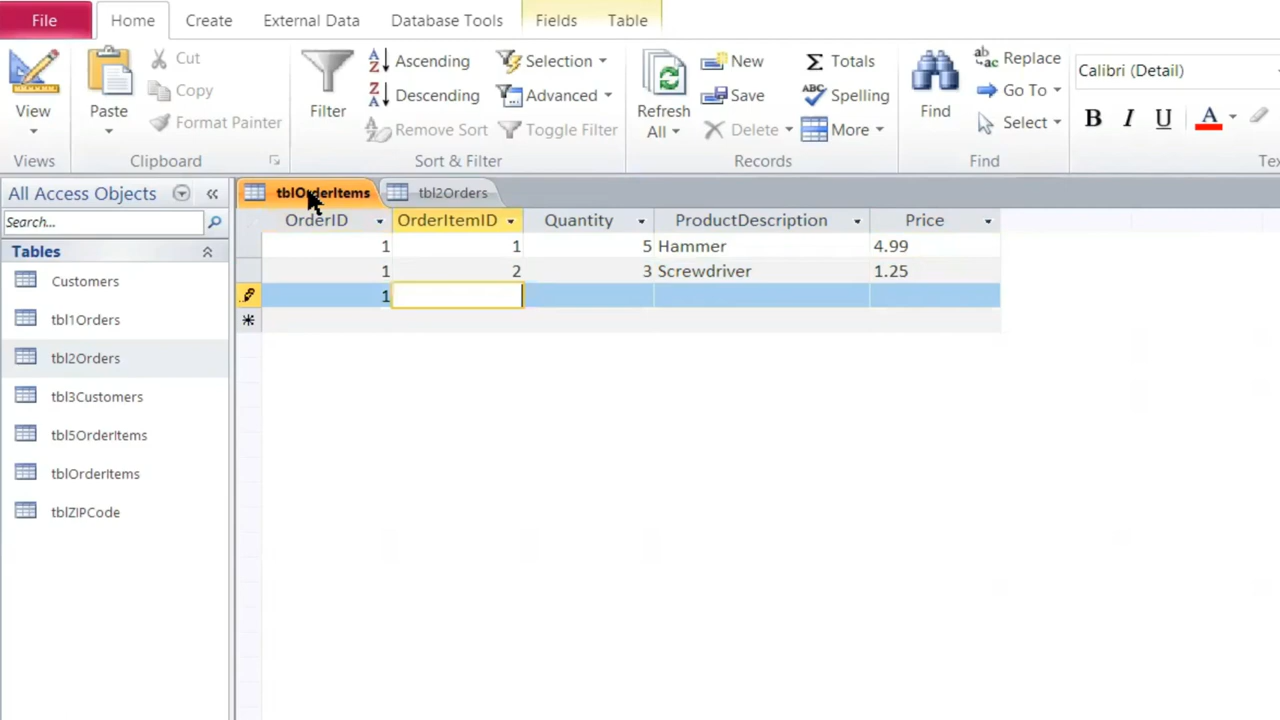 File Home Create External Data Database Tools Fields Table
View
Views
Paste
Cut
Copy
Format Painter
Clipboard
Filter
Ascending
Descending
Remove Sort
Selection
Advanced
Toggle Filter
Sort & Filter
Refresh
All
New
Save
Delete
Totals
Spelling
More
Records
Find
Replace
Go To
Select
Find
Calibri (Detail)
B I U A
All Access Objects
Search...
Tables
Customers
tbl1Orders
tbl2Orders
tbl3Customers
tbl5OrderItems
tblOrderItems
tblZIPCode
tblOrderItems tbl2Orders
OrderID OrderItemID Quantity ProductDescription Price
1 1 5 Hammer 4.99
1 2 3 Screwdriver 1.25
1